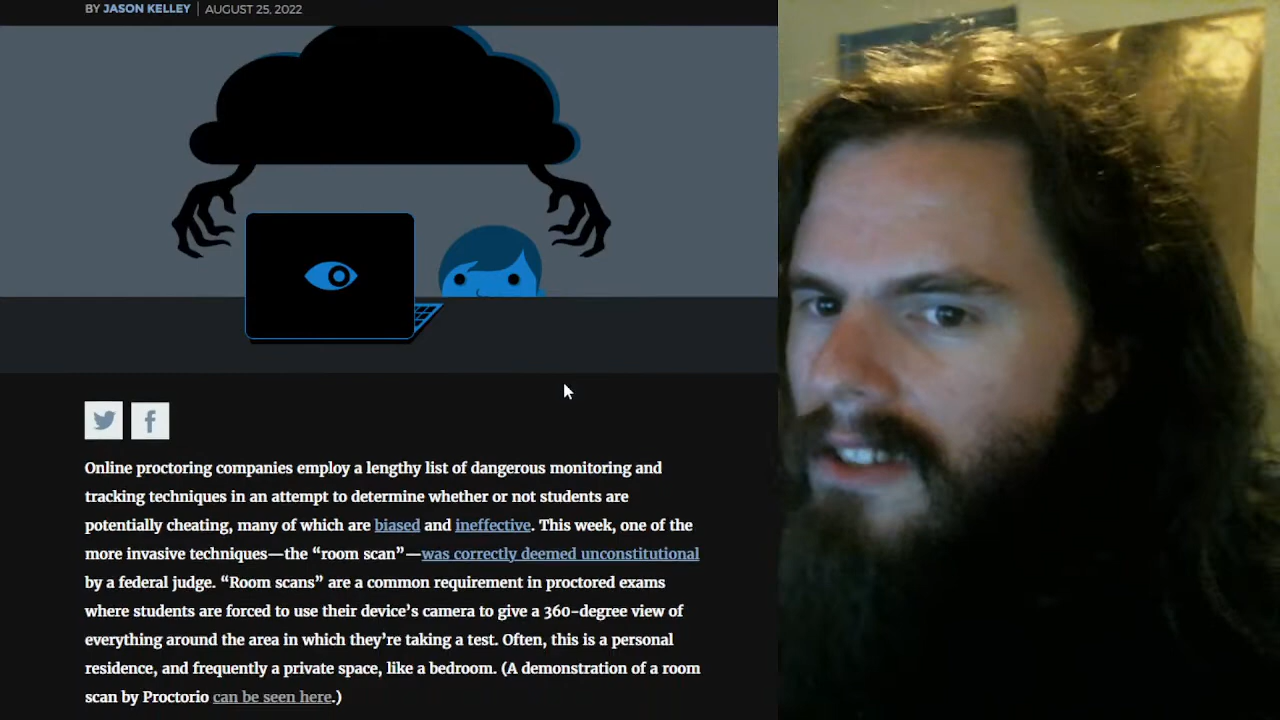 BY JASON KELLEY | AUGUST 25, 2022
Online proctoring companies employ a lengthy list of dangerous monitoring and
tracking techniques in an attempt to determine whether or not students are
potentially cheating, many of which are biased and ineffective. This week, one of the
more invasive techniques—the “room scan”—was correctly deemed unconstitutional
by a federal judge. “Room scans” are a common requirement in proctored exams
where students are forced to use their device’s camera to give a 360-degree view of
everything around the area in which they’re taking a test. Often, this is a personal
residence, and frequently a private space, like a bedroom. (A demonstration of a room
scan by Proctorio can be seen here.)